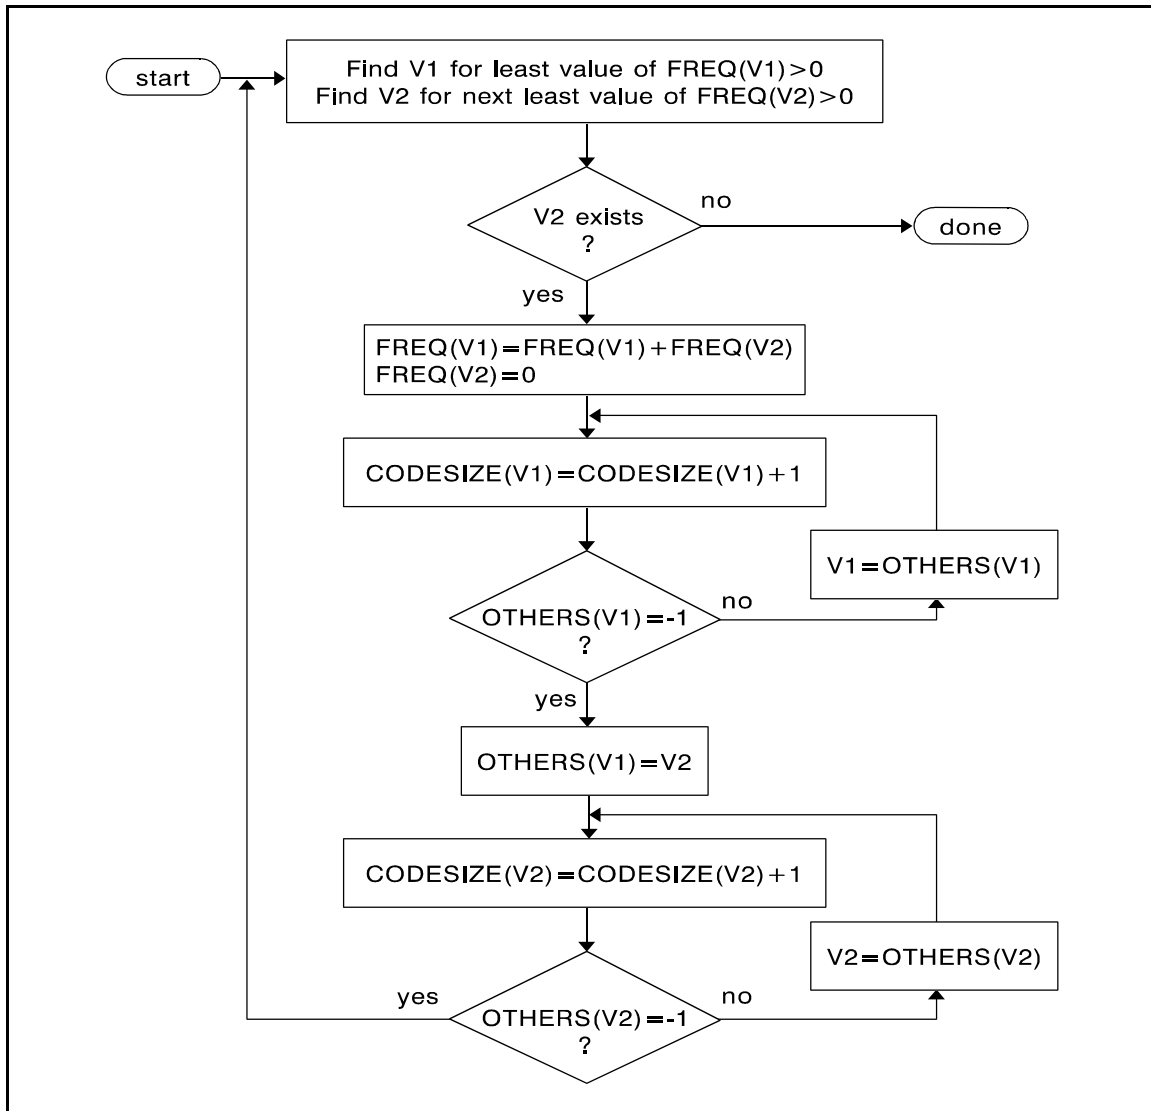 start
Find V1 for least value of FREQ(V1)>0
Find V2 for next least value of FREQ(V2)>0
V2 exists
?
no
done
yes
FREQ(V1)=FREQ(V1)+FREQ(V2)
FREQ(V2)=0
CODESIZE(V1)=CODESIZE(V1)+1
V1=OTHERS(V1)
OTHERS(V1)=-1
?
no
yes
OTHERS(V1)=V2
CODESIZE(V2)=CODESIZE(V2)+1
V2=OTHERS(V2)
yes
OTHERS(V2)=-1
?
no